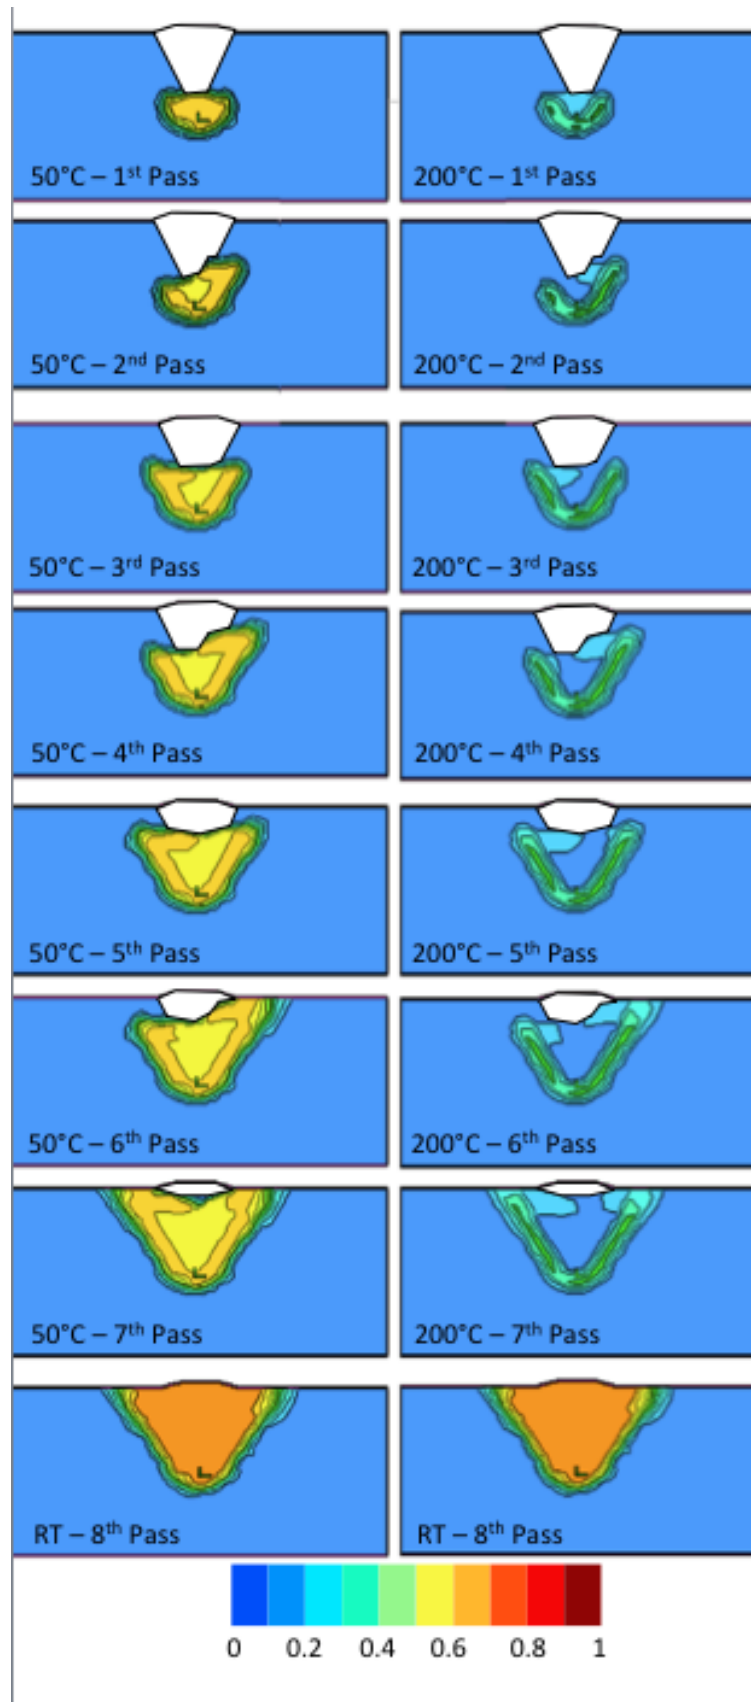 50°C – 1st Pass
200°C – 1st Pass
50°C – 2nd Pass
200°C – 2nd Pass
50°C – 3rd Pass
200°C – 3rd Pass
50°C – 4th Pass
200°C – 4th Pass
50°C – 5th Pass
200°C – 5th Pass
50°C – 6th Pass
200°C – 6th Pass
50°C – 7th Pass
200°C – 7th Pass
RT – 8th Pass
RT – 8th Pass
0 0.2 0.4 0.6 0.8 1